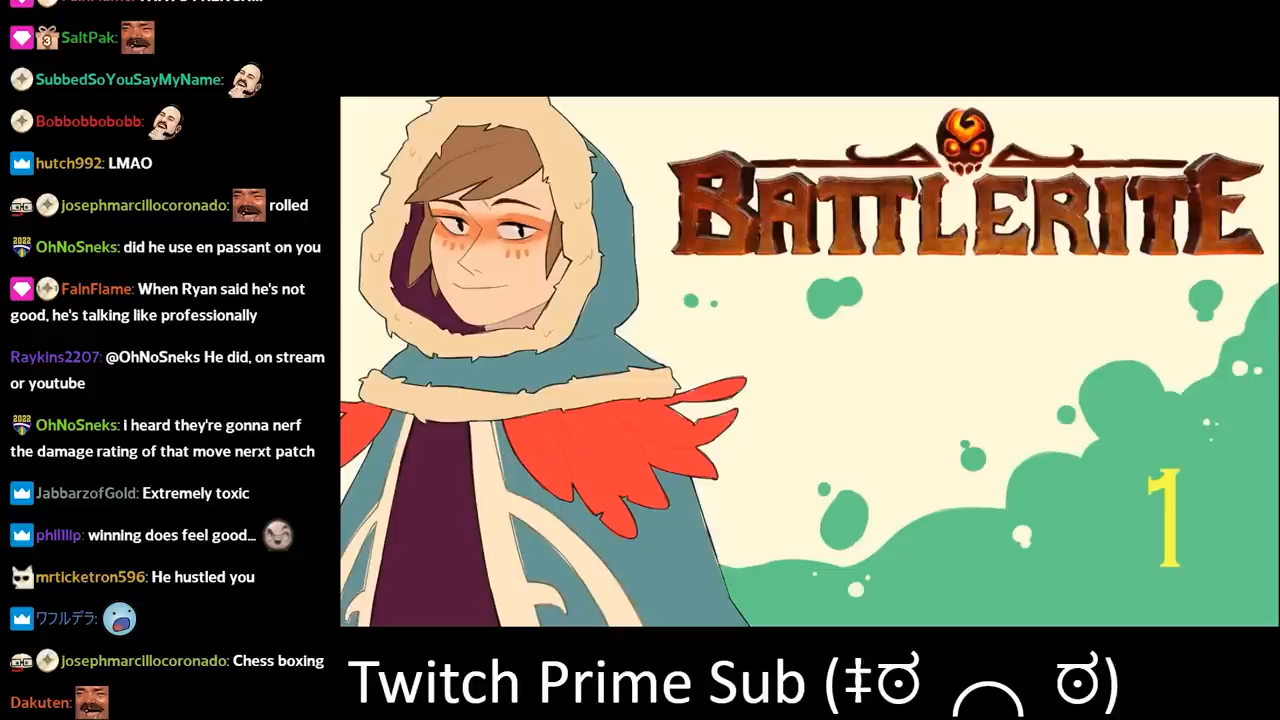 SaltPak:
SubbedSoYouSayMyName:
Bobbobbobobb:
hutch992: LMAO
josephmarcillocoronado: rolled
OhNoSneks: did he use en passant on you
FalnFlame: When Ryan said he's not
good, he's talking like professionally
Raykins2207: @OhNoSneks He did, on stream
or youtube
OhNoSneks: i heard they're gonna nerf
the damage rating of that move nerxt patch
JabbarzofGold: Extremely toxic
phil1llp: winning does feel good...
mrticketron596: He hustled you
ワフルデラ:
josephmarcillocoronado: Chess boxing
Dakuten:
BATTLERITE
1
Twitch Prime Sub (‡ಠ ╭╮ ಠ)